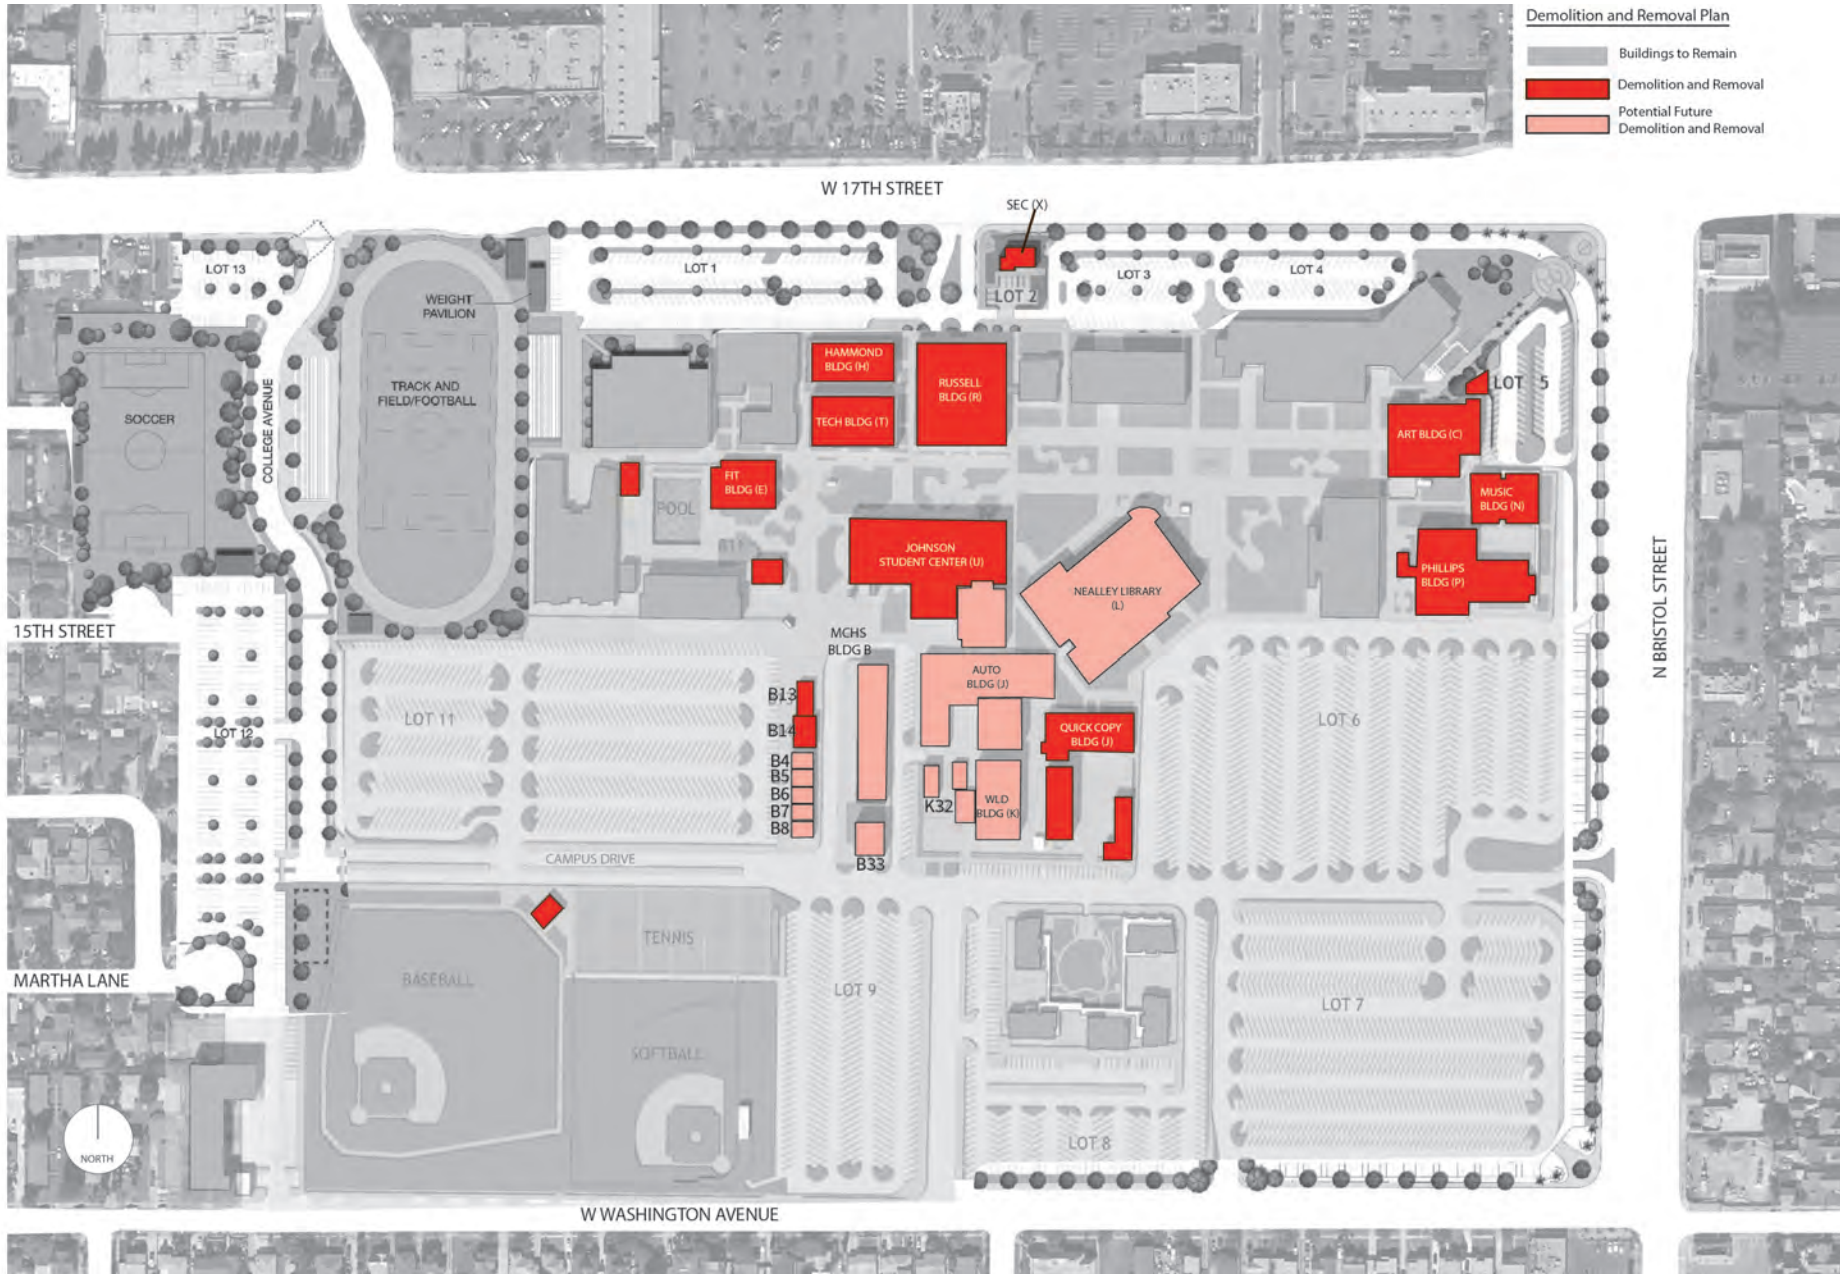 Demolition and Removal Plan
Buildings to Remain
Demolition and Removal
Potential Future
Demolition and Removal
W 17TH STREET
SEC (X)
LOT 13
LOT 1
LOT 2
LOT 3
LOT 4
WEIGHT
PAVILION
HAMMOND
BLDG (H)
RUSSELL
BLDG (R)
LOT 5
TRACK AND
FIELD/FOOTBALL
SOCCER
COLLEGE AVENUE
TECH BLDG (T)
ART BLDG (C)
FIT
BLDG (E)
POOL
MUSIC
BLDG (N)
B11
JOHNSON
STUDENT CENTER (U)
PHILLIPS
BLDG (P)
NEALLEY LIBRARY
(L)
N BRISTOL STREET
15TH STREET
MCHS
BLDG B
AUTO
BLDG (J)
B13
LOT 11
LOT 6
LOT 12
B14
QUICK COPY
BLDG (J)
B4
B5
B6
B7
B8
K32
WLD
BLDG (K)
CAMPUS DRIVE
B33
TENNIS
MARTHA LANE
BASEBALL
LOT 9
LOT 7
SOFTBALL
LOT 8
NORTH
W WASHINGTON AVENUE